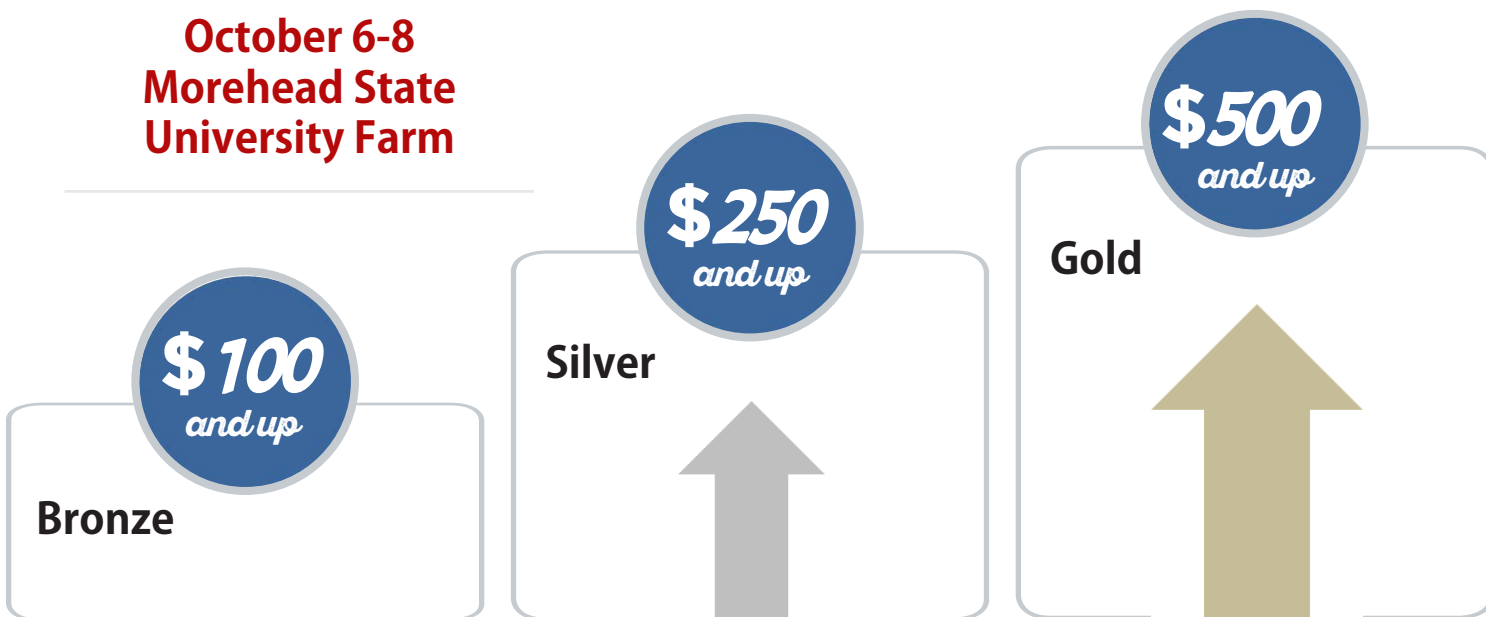 October 6-8
Morehead State
University Farm
$100
and up
Bronze
$250
and up
Silver
$500
and up
Gold